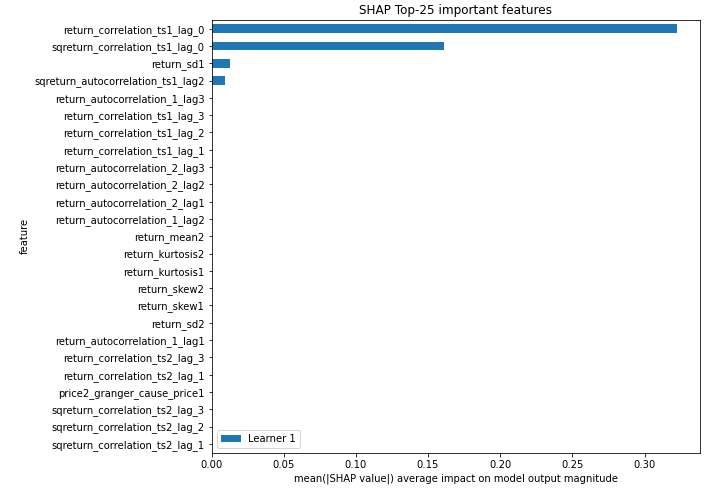 SHAP Top-25 important features
return_correlation_ts1_lag_0
sqreturn_correlation_ts1_lag_0
return_sd1
sqreturn_autocorrelation_ts1_lag2
return_autocorrelation_1_lag3
return_correlation_ts1_lag_3
return_correlation_ts1_lag_2
return_correlation_ts1_lag_1
return_autocorrelation_2_lag3
return_autocorrelation_2_lag2
return_autocorrelation_2_lag1
return_autocorrelation_1_lag2
return_mean2
return_kurtosis2
return_kurtosis1
return_skew2
return_skew1
return_sd2
return_autocorrelation_1_lag1
return_correlation_ts2_lag_3
return_correlation_ts2_lag_1
price2_granger_cause_price1
sqreturn_correlation_ts2_lag_3
sqreturn_correlation_ts2_lag_2
sqreturn_correlation_ts2_lag_1
feature
Learner 1
0.00 0.05 0.10 0.15 0.20 0.25 0.30
mean(|SHAP value|) average impact on model output magnitude